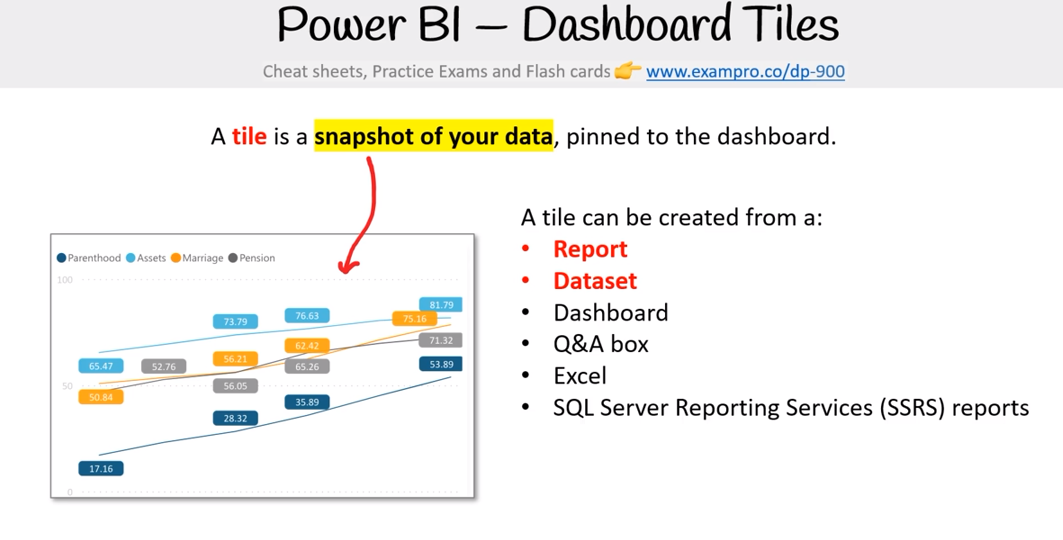 Power BI — Dashboard Tiles
Cheat sheets, Practice Exams and Flash cards 👉 www.exampro.co/dp-900
A tile is a snapshot of your data, pinned to the dashboard.
Parenthood Assets Marriage Pension
100
81.79
76.63
75.16
73.79
71.32
62.42
65.47
52.76
56.21
65.26
53.89
50
56.05
50.84
35.89
28.32
17.16
0
A tile can be created from a:
• Report
• Dataset
• Dashboard
• Q&A box
• Excel
• SQL Server Reporting Services (SSRS) reports